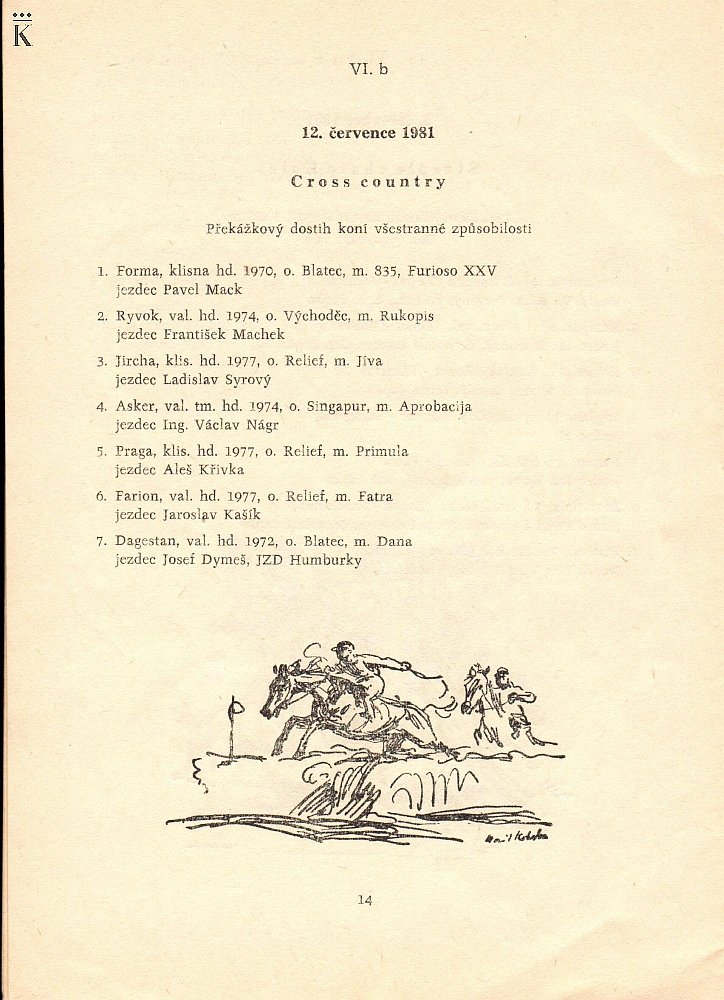 K
VI. b
12. července 1981
Cross country
Překážkový dostih koní všestranné způsobilosti
1. Forma, klisna hd. 1970, o. Blatec, m. 835, Furioso XXV
jezdec Pavel Mack
2. Ryvok, val. hd. 1974, o. Východěc, m. Rukopis
jezdec František Machek
3. Jircha, klis. hd. 1977, o. Relief, m. Jíva
jezdec Ladislav Syrový
4. Asker, val. tm. hd. 1974, o. Singapur, m. Aprobacija
jezdec Ing. Václav Nágr
5. Praga, klis. hd. 1977, o. Relief, m. Primula
jezdec Aleš Křivka
6. Farion, val. hd. 1977, o. Relief, m. Fatra
jezdec Jaroslav Kašík
7. Dagestan, val. hd. 1972, o. Blatec, m. Dana
jezdec Josef Dymeš, JZD Humburky
14